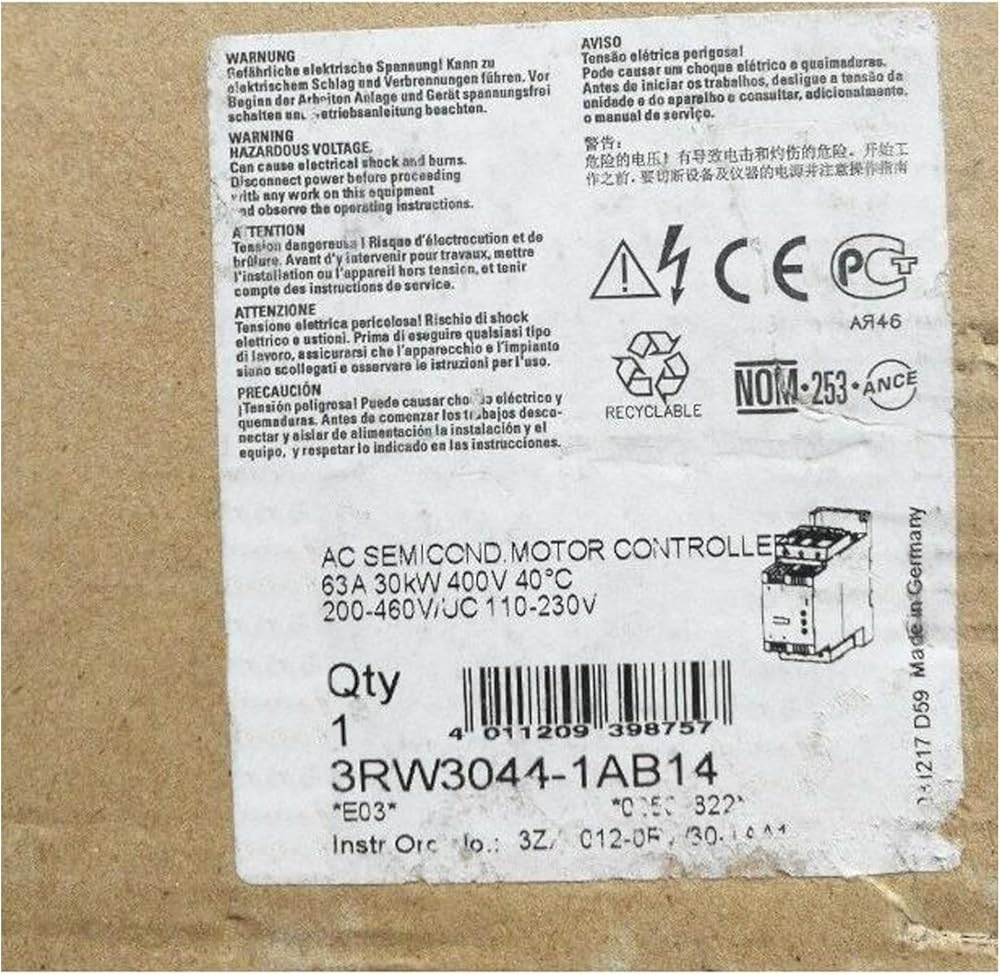 WARNUNG
Gefährliche elektrische Spannung! Kann zu
elektrischem Schlag und Verbrennungen führen. Vor
Beginn der Arbeiten Anlage und Gerät spannungsfrei
schalten beachten.
WARNING
HAZARDOUS VOLTAGE.
Can cause electrical shock and burns.
Disconnect power before proceeding
with any work on this equipment
and observe the operating instructions.
ATTENTION
Tension dangereuse ! Risque d'électrocution et de
brûlure. Avant d'y intervenir pour travaux, mettre
l'installation ou l'appareil hors tension, et tenir
compte des instructions de service.
ATTENZIONE
Tensione elettrica pericolosa! Rischio di shock
elettrico e ustioni. Prima di eseguire qualsiasi tipo
di lavoro, assicurarsi che l'apparecchio e l'impianto
siano scollegati e osservare le istruzioni per l'uso.
PRECAUCIÓN
¡Tensión peligrosa! Puede causar choque eléctrico y
quemaduras. Antes de comenzar los trabajos desco-
nectar y aislar de alimentación la instalación y el
equipo, y respetar lo indicado en las instrucciones.
AVISO
Tensão elétrica perigosa!
Pode causar um choque elétrico e queimaduras.
Antes de iniciar os trabalhos, desligue a tensão da
unidade e do aparelho e consultar, adicionalmente,
o manual de serviço.
警告:
危险的电压! 有导致电击和灼伤的危险。开始工
作之前,要切断设备及仪器的电源并注意操作指南
CE
PCT
АЯ46
RECYCLABLE
NOM•253•ANCE
AC SEMICOND.MOTOR CONTROLLER
63A 30kW 400V 40°C
200-460V/UC 110-230V
Qty
1
4 011209 398757
3RW3044-1AB14
*E03*
Instr
D59 Made in Germany